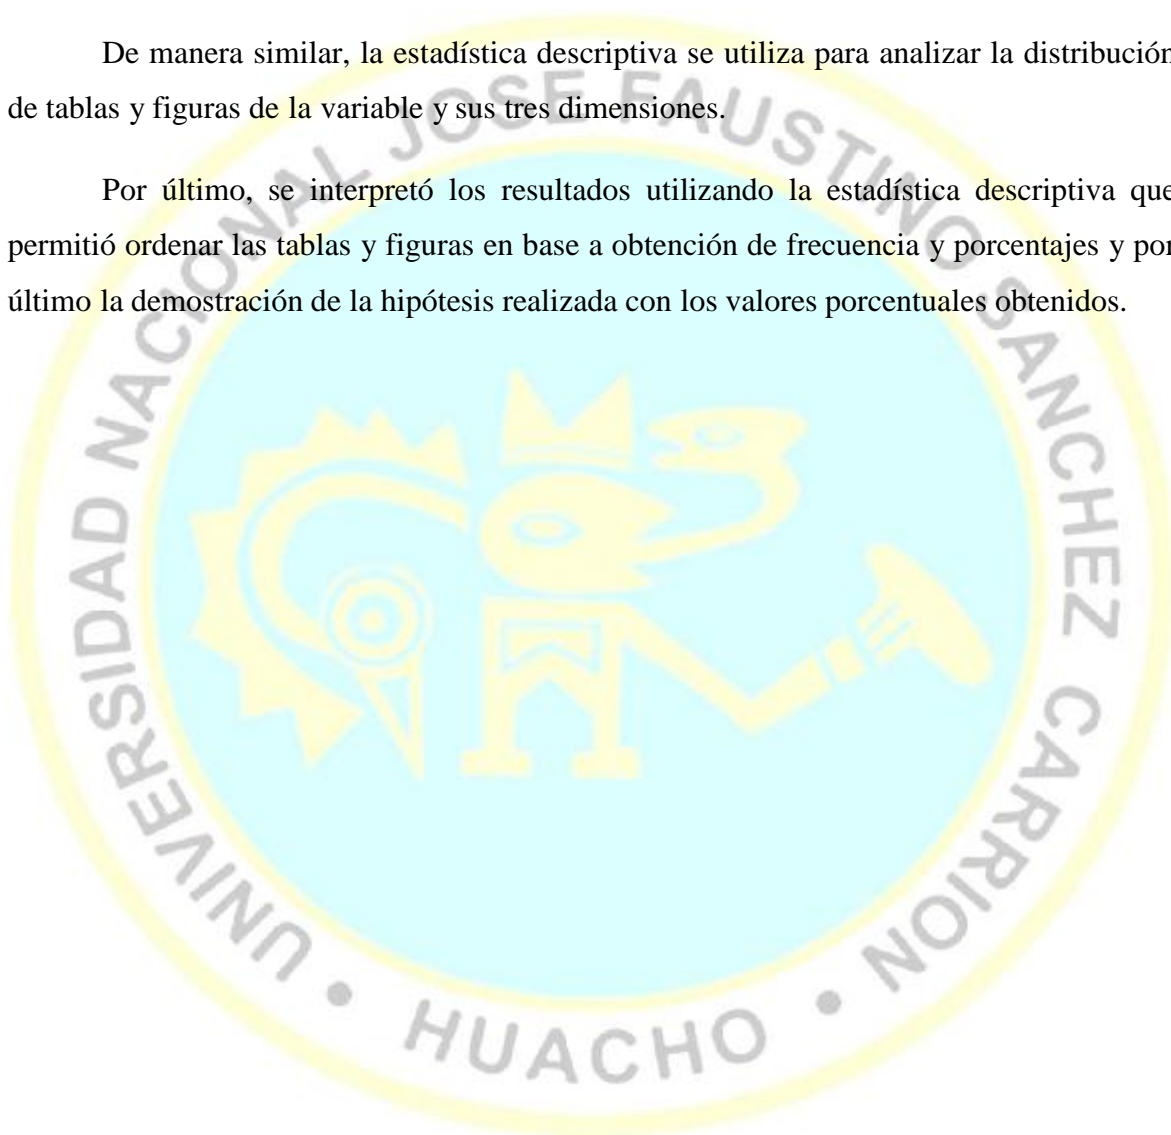 De manera similar, la estadística descriptiva se utiliza para analizar la distribución
de tablas y figuras de la variable y sus tres dimensiones.
Por último, se interpretó los resultados utilizando la estadística descriptiva que
permitió ordenar las tablas y figuras en base a obtención de frecuencia y porcentajes y por
último la demostración de la hipótesis realizada con los valores porcentuales obtenidos.
UNIVERSIDAD NACIONAL JOSE FAUSTINO SANCHEZ CARRION
• HUACHO •